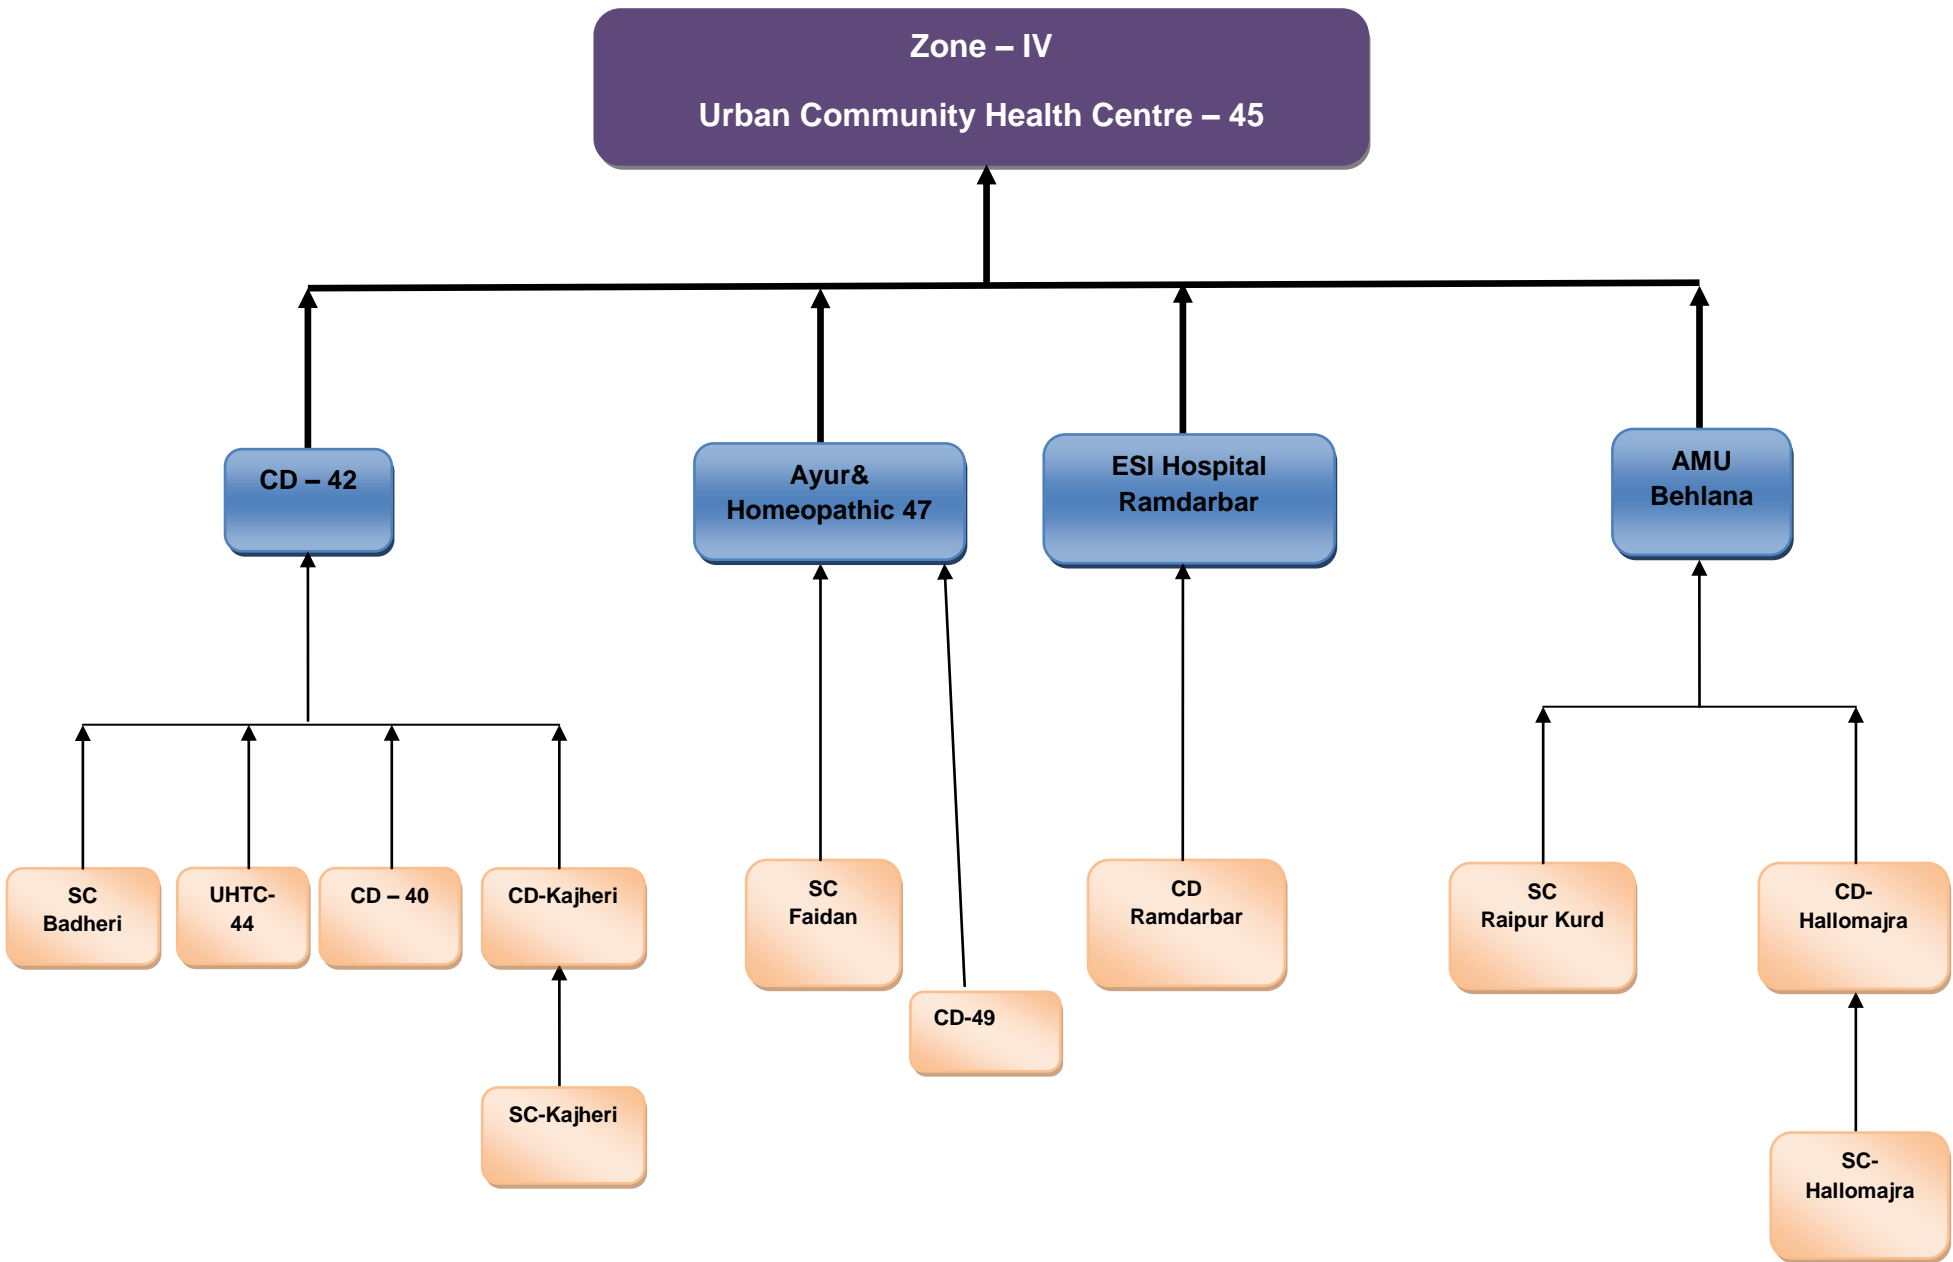 Zone – IV
Urban Community Health Centre – 45
CD – 42
Ayur&
Homeopathic 47
ESI Hospital
Ramdarbar
AMU
Behlana
SC
Badheri
UHTC-
44
CD – 40
CD-Kajheri
SC
Faidan
CD
Ramdarbar
SC
Raipur Kurd
CD-
Hallomajra
CD-49
SC-Kajheri
SC-
Hallomajra